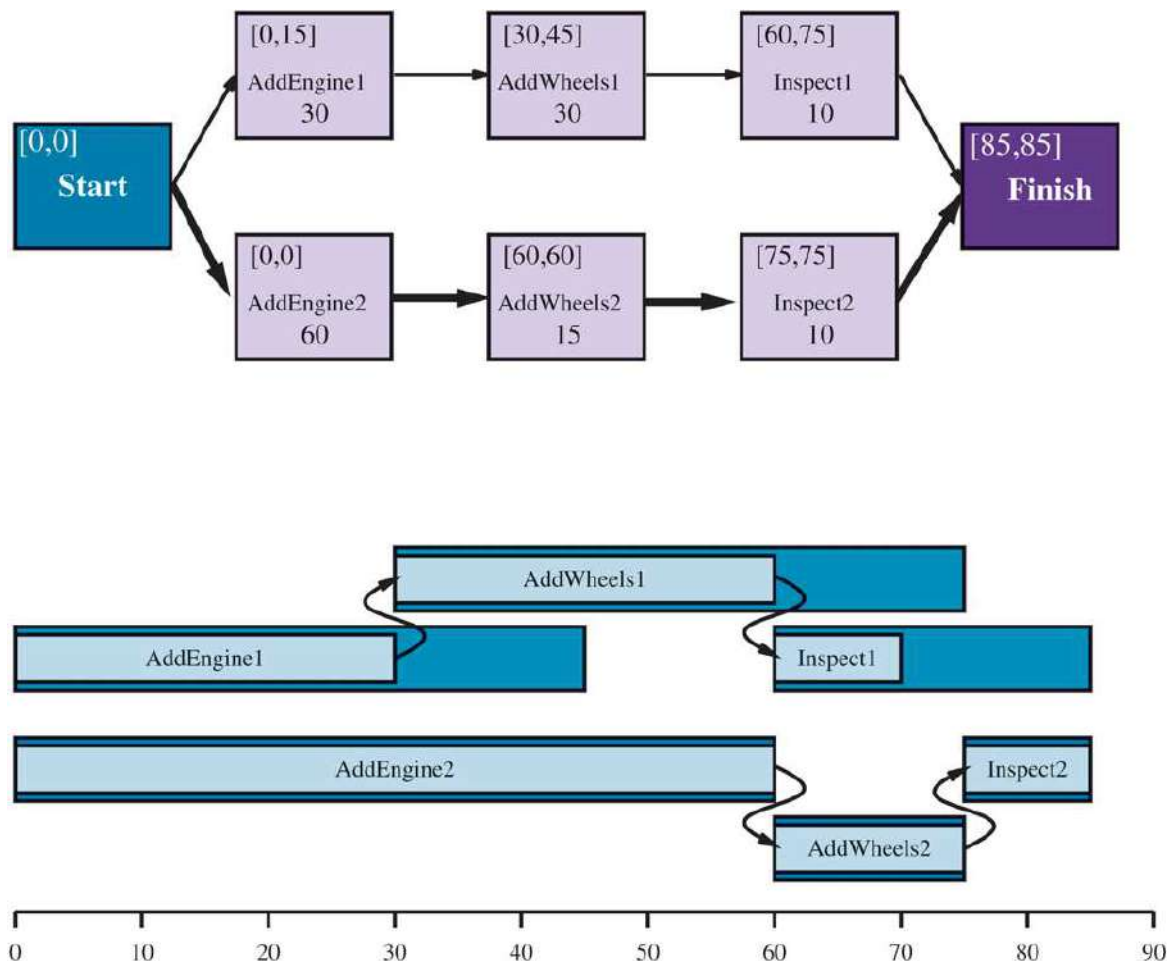 [0,15]
AddEngine1
30
[30,45]
AddWheels1
30
[60,75]
Inspect1
10
[0,0]
Start
[85,85]
Finish
[0,0]
AddEngine2
60
[60,60]
AddWheels2
15
[75,75]
Inspect2
10
AddWheels1
AddEngine1
Inspect1
AddEngine2
Inspect2
AddWheels2
0 10 20 30 40 50 60 70 80 90